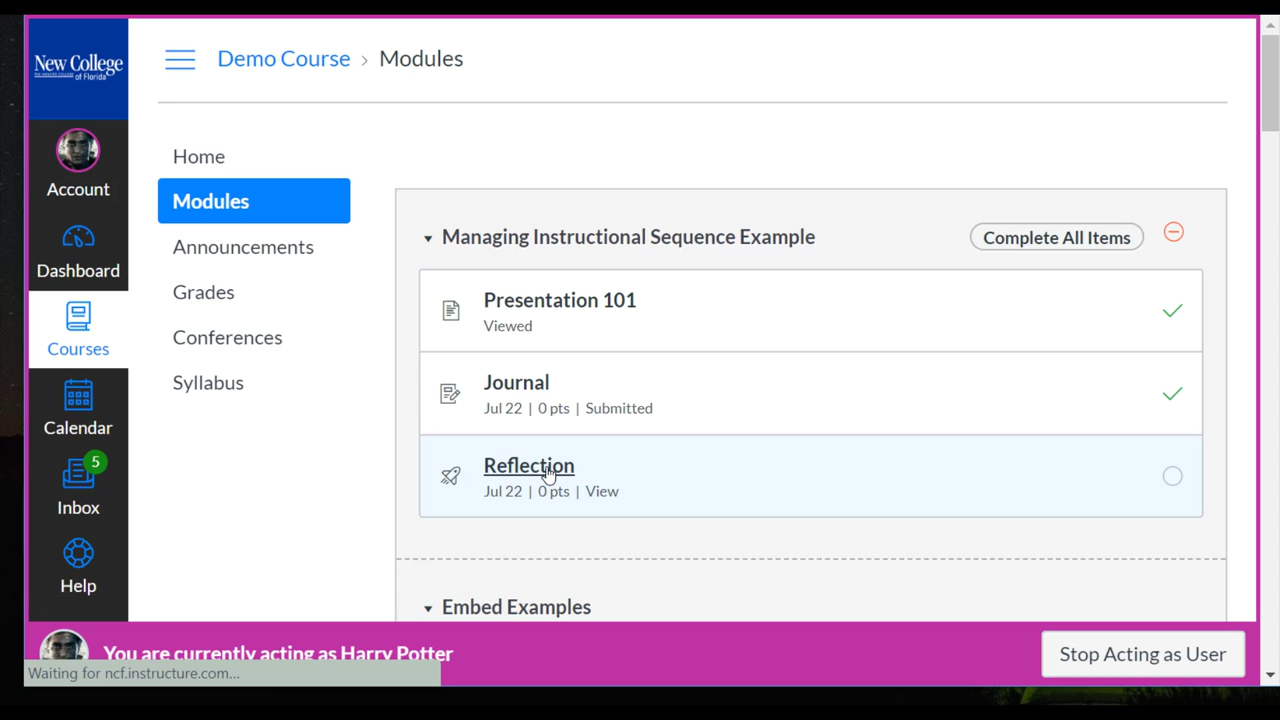 New College
of Florida
Demo Course › Modules
Account
Dashboard
Courses
Calendar
5
Inbox
Help
Home
Modules
Announcements
Grades
Conferences
Syllabus
Managing Instructional Sequence Example
Complete All Items
Presentation 101
Viewed
Journal
Jul 22 | 0 pts | Submitted
Reflection
Jul 22 | 0 pts | View
Embed Examples
You are currently acting as Harry Potter
Stop Acting as User
Waiting for ncf.instructure.com...